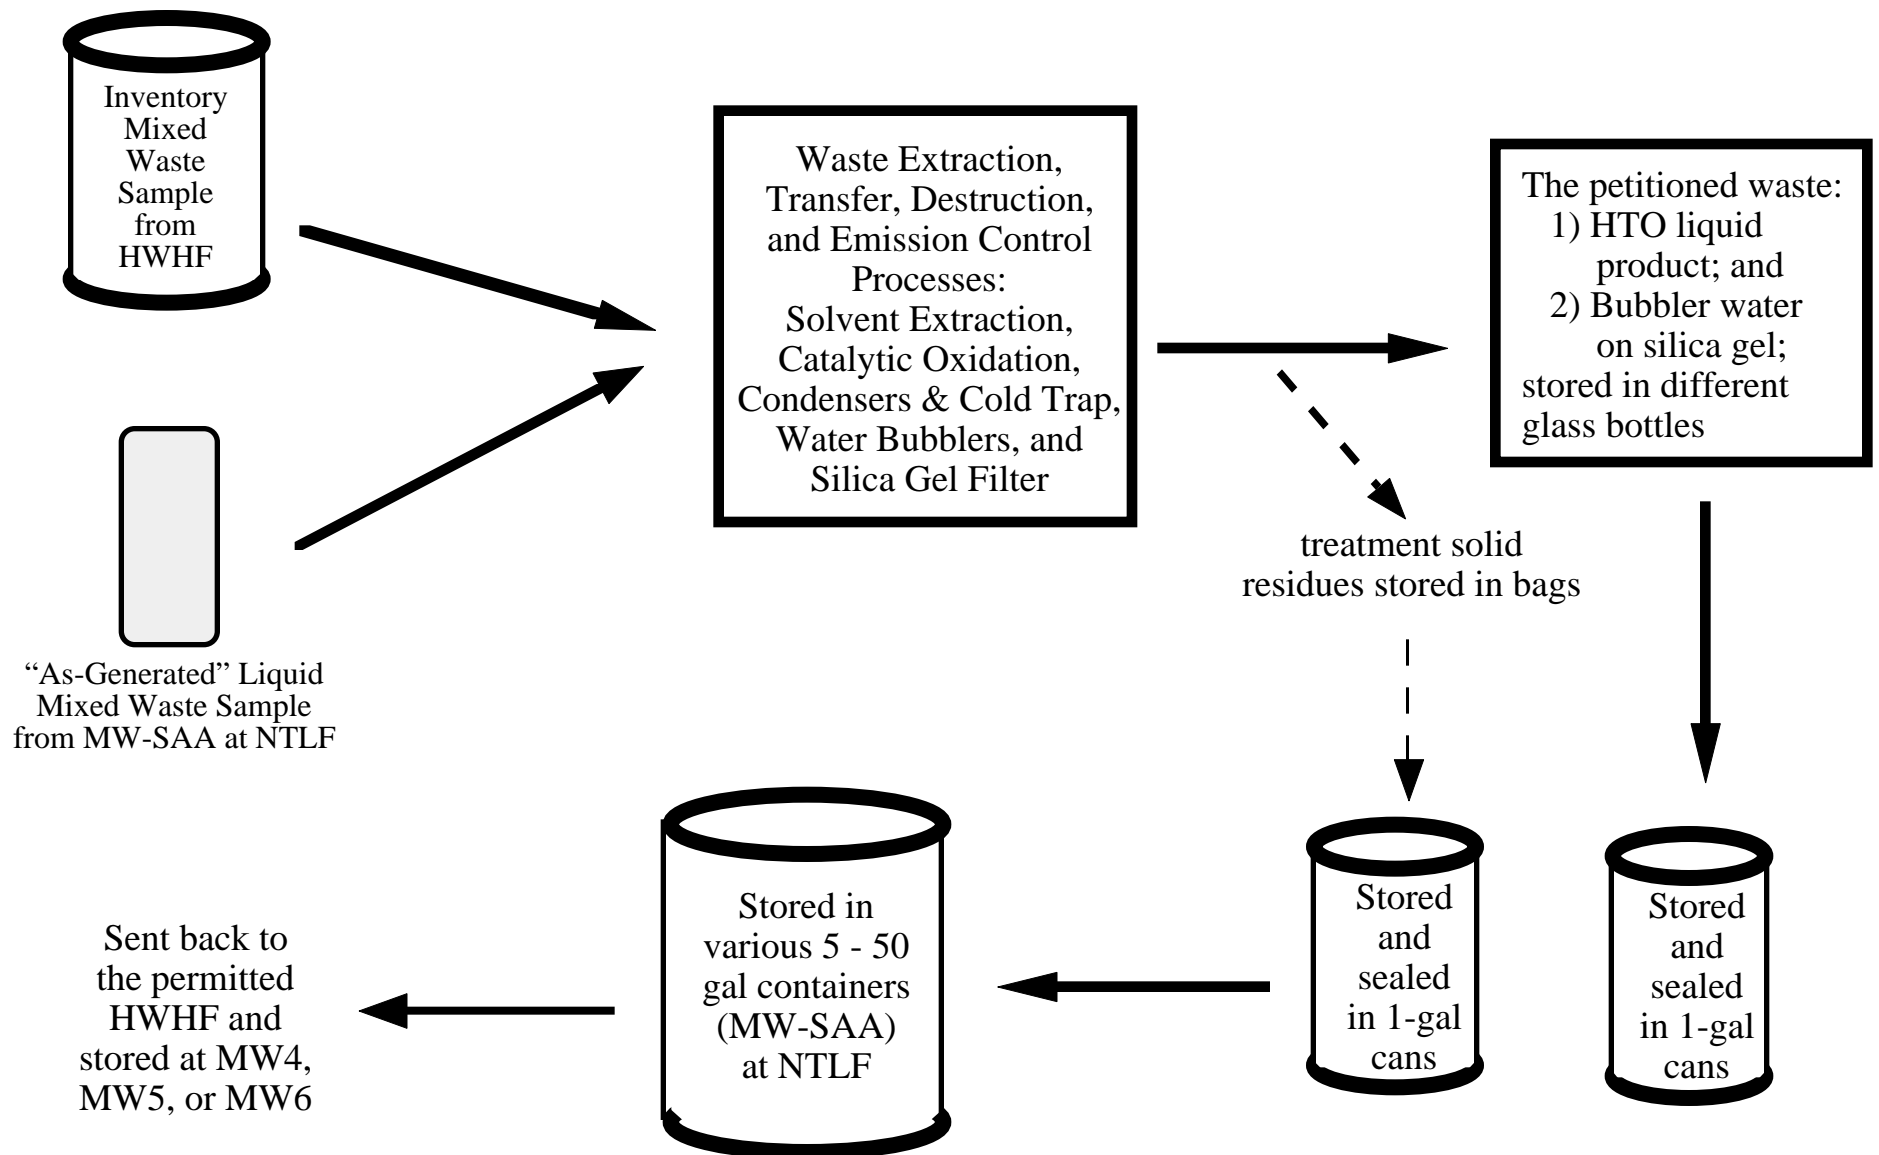 Inventory
Mixed
Waste
Sample
from
HWHF
“As-Generated” Liquid
Mixed Waste Sample
from MW-SAA at NTLF
Waste Extraction,
Transfer, Destruction,
and Emission Control
Processes:
Solvent Extraction,
Catalytic Oxidation,
Condensers & Cold Trap,
Water Bubblers, and
Silica Gel Filter
The petitioned waste:
1) HTO liquid
product; and
2) Bubbler water
on silica gel;
stored in different
glass bottles
treatment solid
residues stored in bags
Stored
and
sealed
in 1-gal
cans
Stored
and
sealed
in 1-gal
cans
Stored in
various 5 - 50
gal containers
(MW-SAA)
at NTLF
Sent back to
the permitted
HWHF and
stored at MW4,
MW5, or MW6